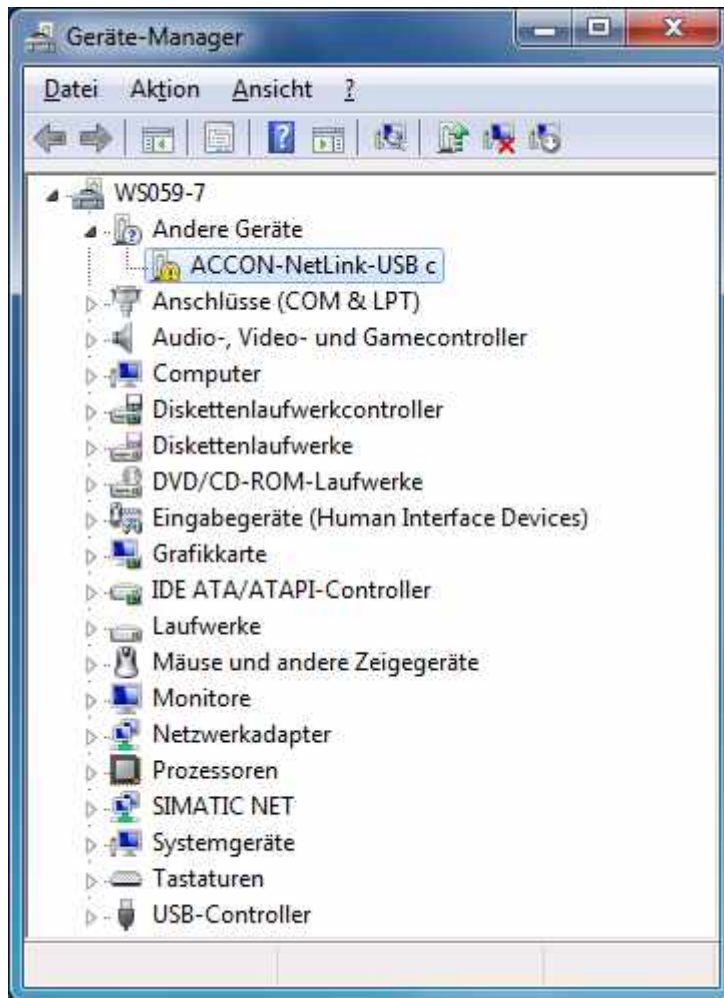 Geräte-Manager
Datei Aktion Ansicht ?
WS059-7
Andere Geräte
ACCON-NetLink-USB c
Anschlüsse (COM & LPT)
Audio-, Video- und Gamecontroller
Computer
Diskettenlaufwerkcontroller
Diskettenlaufwerke
DVD/CD-ROM-Laufwerke
Eingabegeräte (Human Interface Devices)
Grafikkarte
IDE ATA/ATAPI-Controller
Laufwerke
Mäuse und andere Zeigegeräte
Monitore
Netzwerkadapter
Prozessoren
SIMATIC NET
Systemgeräte
Tastaturen
USB-Controller